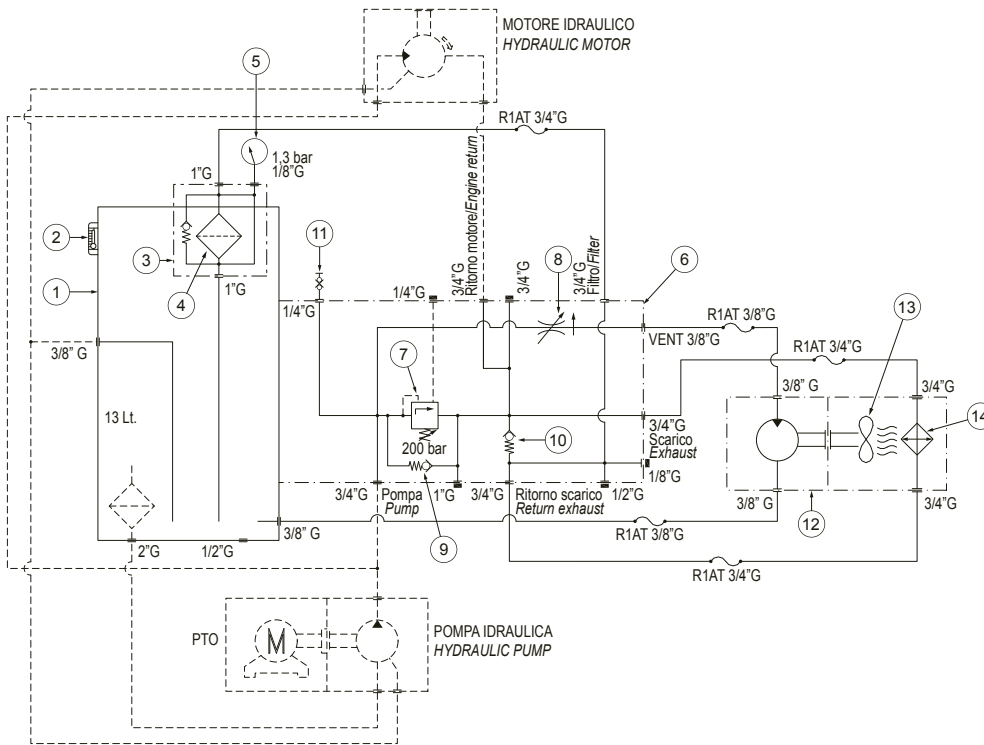 MOTORE IDRAULICO
HYDRAULIC MOTOR
5
R1AT 3/4"G
1,3 bar
1/8"G
1"G
2
3
4
1
1"G
11
1/4"G
1/4"G
3/4"G
Ritorno motore/Engine return
3/4"G
8
3/4"G
Filtro/Filter
6
R1AT 3/8"G
VENT 3/8"G
13
R1AT 3/4"G
3/8" G
7
3/8" G
3/4"G
14
13 Lt.
200 bar
10
3/4"G
Scarico
Exhaust
1/8"G
3/4"G
Pompa
Pump
1"G
3/4"G
Ritorno scarico
Return exhaust
1/2"G
3/8" G
3/4"G
12
9
3/8" G
R1AT 3/8"G
2"G
1/2"G
R1AT 3/4"G
PTO
M
POMPA IDRAULICA
HYDRAULIC PUMP